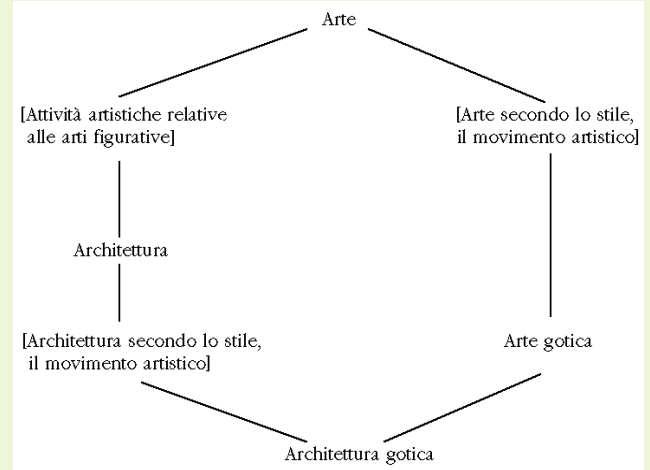 Arte
[Attività artistiche relative
alle arti figurative]
[Arte secondo lo stile,
il movimento artistico]
Architettura
[Architettura secondo lo stile,
il movimento artistico]
Arte gotica
Architettura gotica